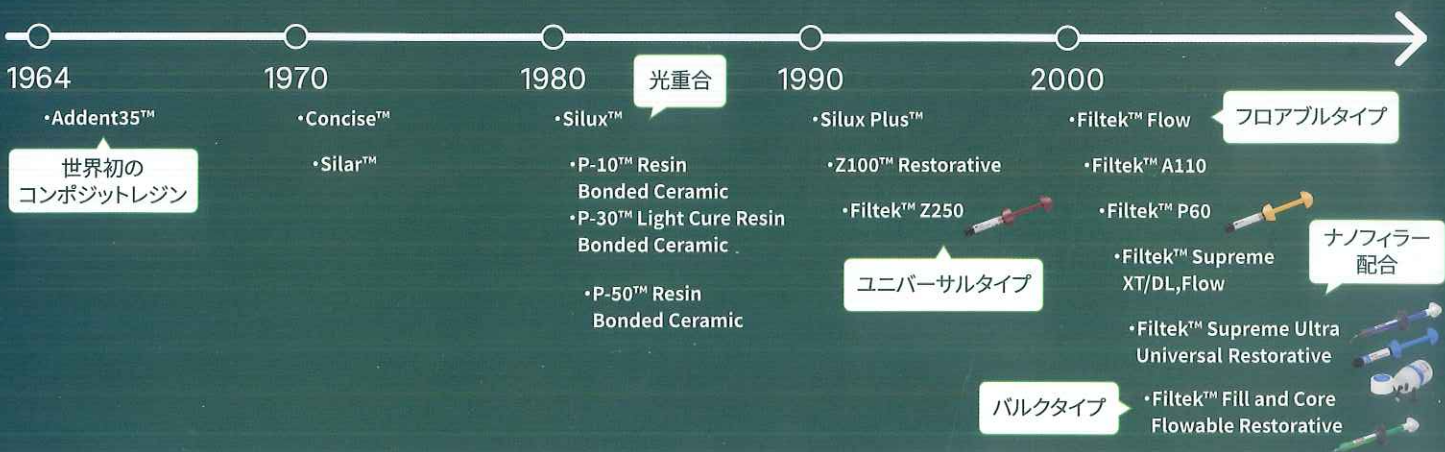 1964
・Addent35™
世界初の
コンポジットレジン
1970
・Concise™
・Silar™
1980
光重合
・Silux™
・P-10™ Resin
Bonded Ceramic
・P-30™ Light Cure Resin
Bonded Ceramic
・P-50™ Resin
Bonded Ceramic
1990
・Silux Plus™
・Z100™ Restorative
・Filtek™ Z250
ユニバーサルタイプ
2000
・Filtek™ Flow
フロアブルタイプ
・Filtek™ A110
・Filtek™ P60
・Filtek™ Supreme
XT/DL,Flow
ナノフィラー
配合
・Filtek™ Supreme Ultra
Universal Restorative
バルクタイプ
・Filtek™ Fill and Core
Flowable Restorative